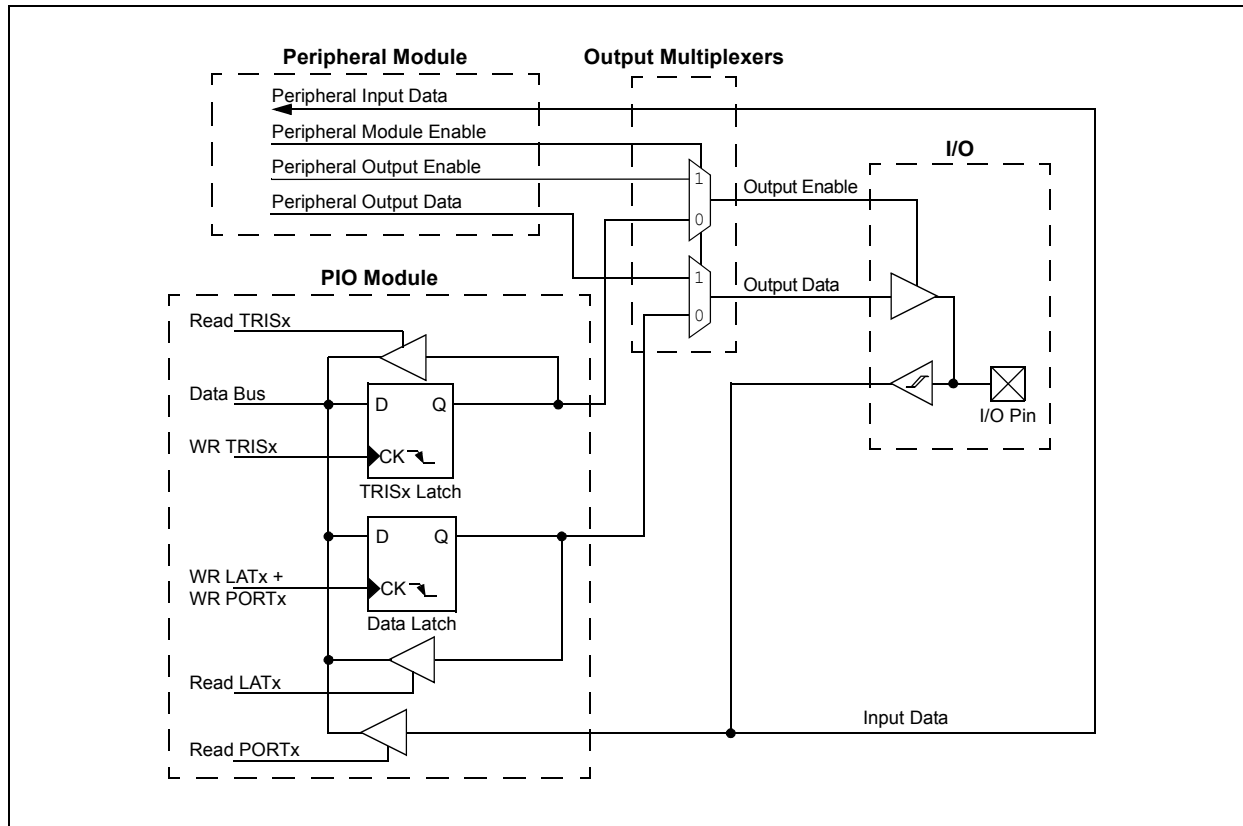 Peripheral Module
Output Multiplexers
Peripheral Input Data
Peripheral Module Enable
Peripheral Output Enable
Peripheral Output Data
1
0
Output Enable
I/O
1
0
Output Data
I/O Pin
PIO Module
Read TRISx
Data Bus
D Q
WR TRISx
CK
TRISx Latch
D Q
WR LATx +
WR PORTx
CK
Data Latch
Read LATx
Input Data
Read PORTx